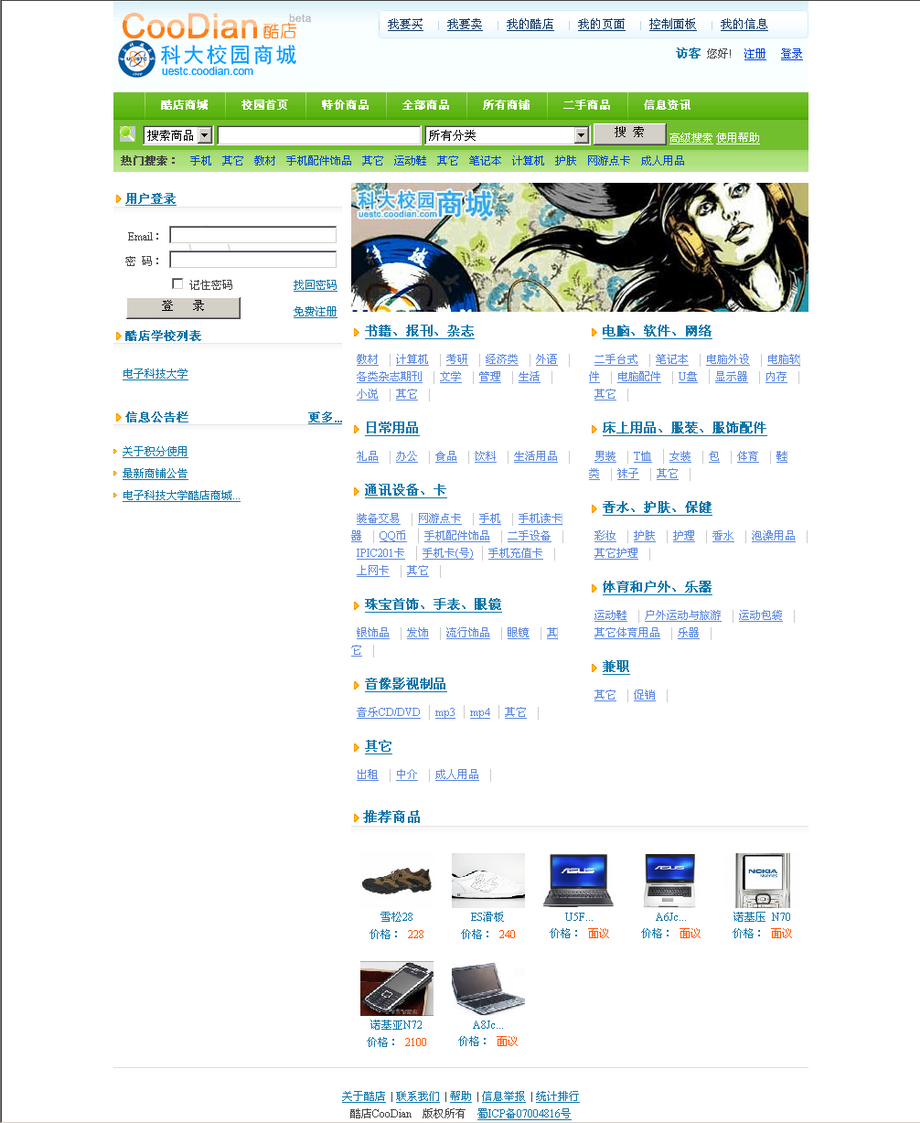 CooDian 酷店 beta
科大校园商城
uestc.coodian.com
我要买 | 我要卖 | 我的酷店 | 我的页面 | 控制面板 | 我的信息
访客 您好! 注册 登录
酷店商城 校园首页 特价商品 全部商品 所有商铺 二手商品 信息资讯
搜索商品 所有分类 搜 索 高级搜索 使用帮助
热门搜索： 手机 其它 教材 手机配件饰品 其它 运动鞋 其它 笔记本 计算机 护肤 网游点卡 成人用品
用户登录
Email：
密 码：
记住密码 找回密码
登 录 免费注册
酷店学校列表
电子科技大学
信息公告栏 更多...
关于积分使用
最新商铺公告
电子科技大学酷店商城...
科大校园商城
uestc.coodian.com
书籍、报刊、杂志
教材 | 计算机 | 考研 | 经济类 | 外语 |
各类杂志期刊 | 文学 | 管理 | 生活 |
小说 | 其它 |
日常用品
礼品 | 办公 | 食品 | 饮料 | 生活用品 |
通讯设备、卡
装备交易 | 网游点卡 | 手机 | 手机读卡
器 | QQ币 | 手机配件饰品 | 二手设备 |
IPIC201卡 | 手机卡(号) | 手机充值卡 |
上网卡 | 其它 |
珠宝首饰、手表、眼镜
银饰品 | 发饰 | 流行饰品 | 眼镜 | 其
它 |
音像影视制品
音乐CD/DVD | mp3 | mp4 | 其它 |
其它
出租 | 中介 | 成人用品 |
电脑、软件、网络
二手台式 | 笔记本 | 电脑外设 | 电脑软
件 | 电脑配件 | U盘 | 显示器 | 内存 |
其它 |
床上用品、服装、服饰配件
男装 | T恤 | 女装 | 包 | 体育 | 鞋
类 | 袜子 | 其它 |
香水、护肤、保健
彩妆 | 护肤 | 护理 | 香水 | 泡澡用品 |
其它护理 |
体育和户外、乐器
运动鞋 | 户外运动与旅游 | 运动包袋 |
其它体育用品 | 乐器 |
兼职
其它 | 促销 |
推荐商品
ASUS ASUS NOKIA
雪松28 ES滑板 U5F... A6Jc... 诺基压 N70
价格： 228 价格： 240 价格： 面议 价格： 面议 价格： 面议
诺基亚N72 A8Jc...
价格： 2100 价格： 面议
关于酷店 | 联系我们 | 帮助 | 信息举报 | 统计排行
酷店CooDian 版权所有 蜀ICP备07004816号